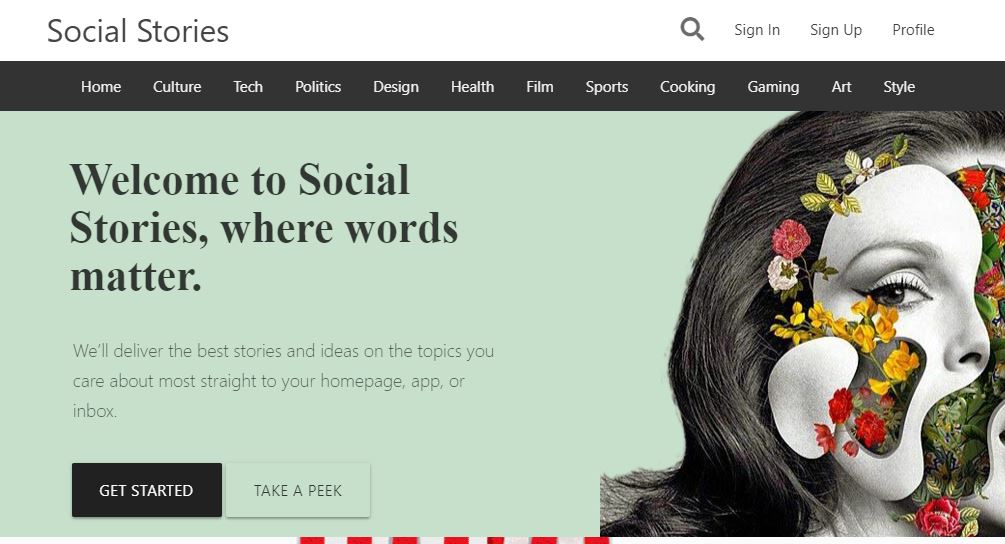 Social Stories
Sign In Sign Up Profile
Home Culture Tech Politics Design Health Film Sports Cooking Gaming Art Style
Welcome to Social
Stories, where words
matter.
We’ll deliver the best stories and ideas on the topics you
care about most straight to your homepage, app, or
inbox.
GET STARTED TAKE A PEEK